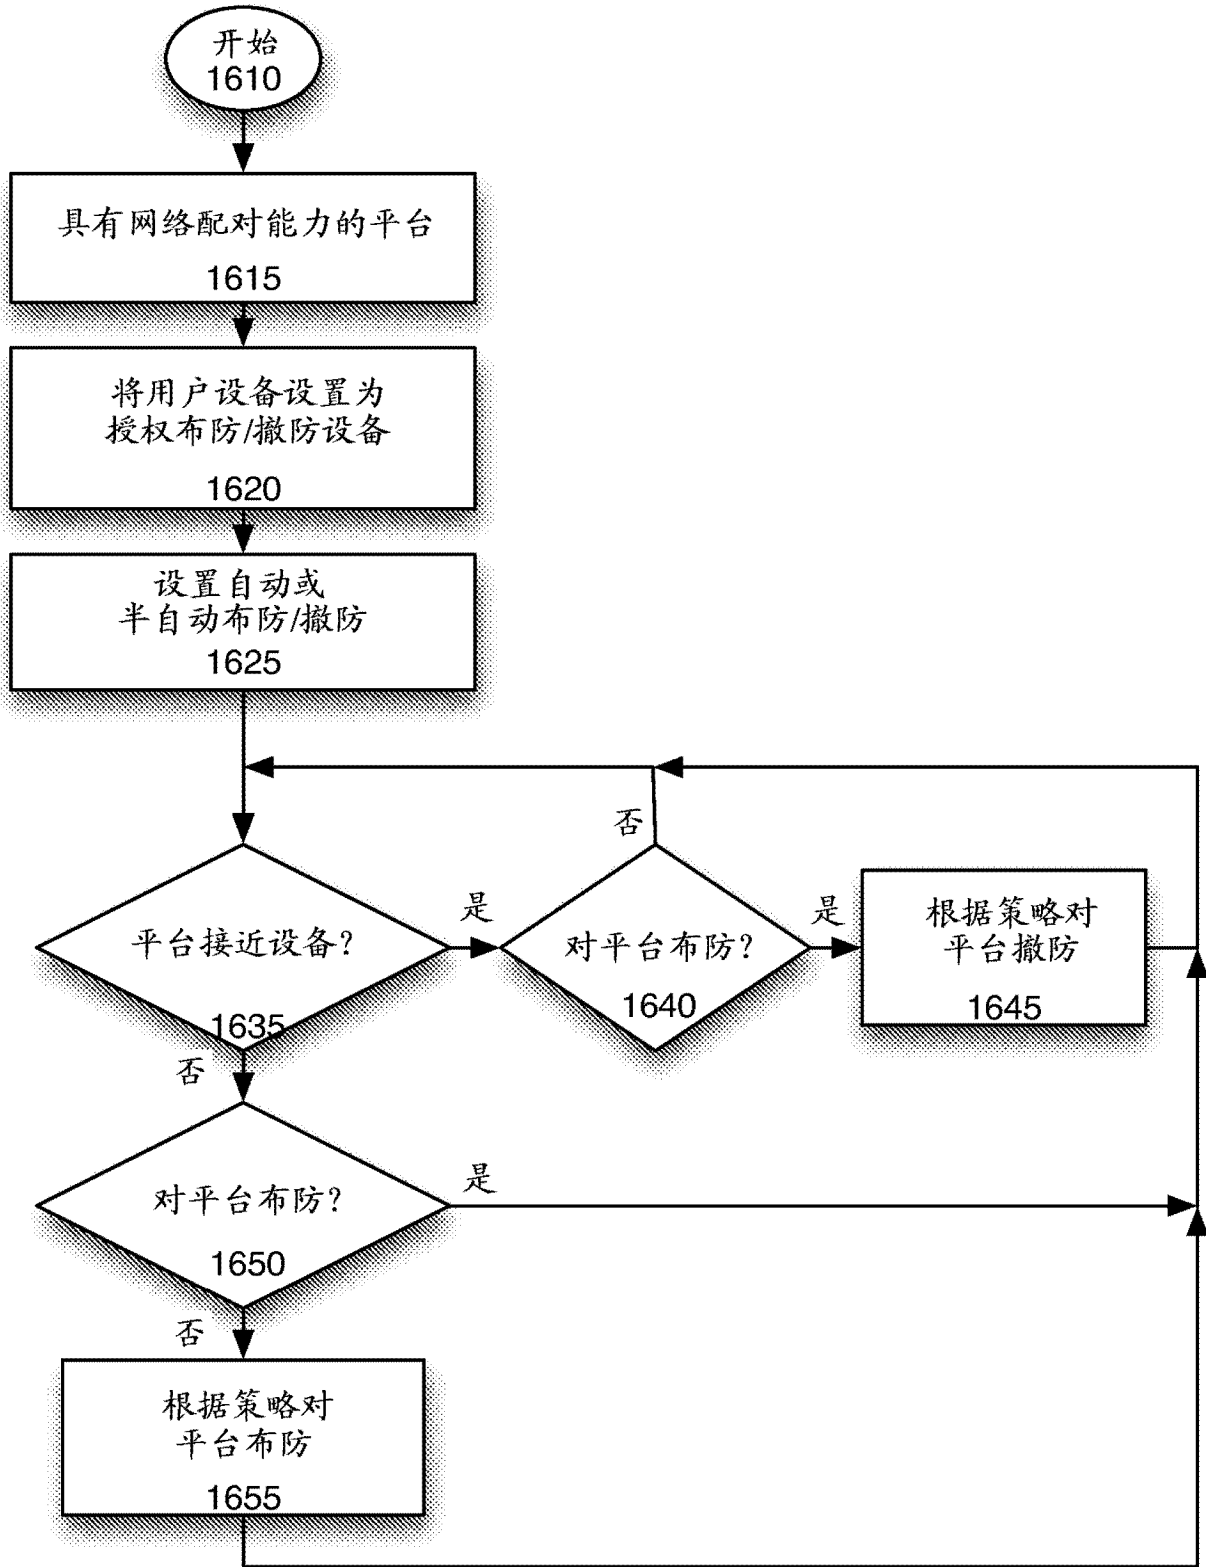 开始
1610
具有网络配对能力的平台
1615
将用户设备设置为
授权布防/撤防设备
1620
设置自动或
半自动布防/撤防
1625
平台接近设备?
1635
是
否
对平台布防?
1640
否
是
根据策略对
平台撤防
1645
对平台布防?
1650
是
否
根据策略对
平台布防
1655